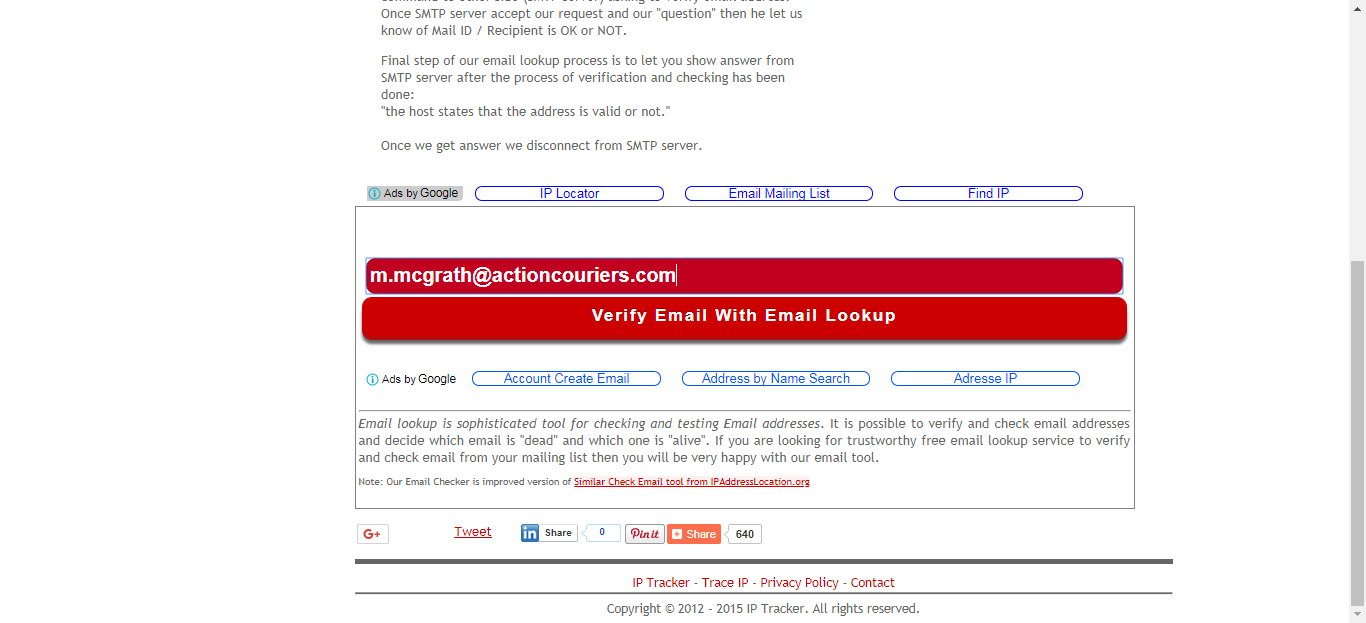 Once SMTP server accept our request and our "question" then he let us
know of Mail ID / Recipient is OK or NOT.
Final step of our email lookup process is to let you show answer from
SMTP server after the process of verification and checking has been
done:
"the host states that the address is valid or not."
Once we get answer we disconnect from SMTP server.
Ads by Google IP Locator Email Mailing List Find IP
m.mcgrath@actioncouriers.com
Verify Email With Email Lookup
Ads by Google Account Create Email Address by Name Search Adresse IP
Email lookup is sophisticated tool for checking and testing Email addresses. It is possible to verify and check email addresses
and decide which email is "dead" and which one is "alive". If you are looking for trustworthy free email lookup service to verify
and check email from your mailing list then you will be very happy with our email tool.
Note: Our Email Checker is improved version of Similar Check Email tool from IPAddressLocation.org
G+ Tweet in Share 0 Pin it Share 640
IP Tracker - Trace IP - Privacy Policy - Contact
Copyright © 2012 - 2015 IP Tracker. All rights reserved.